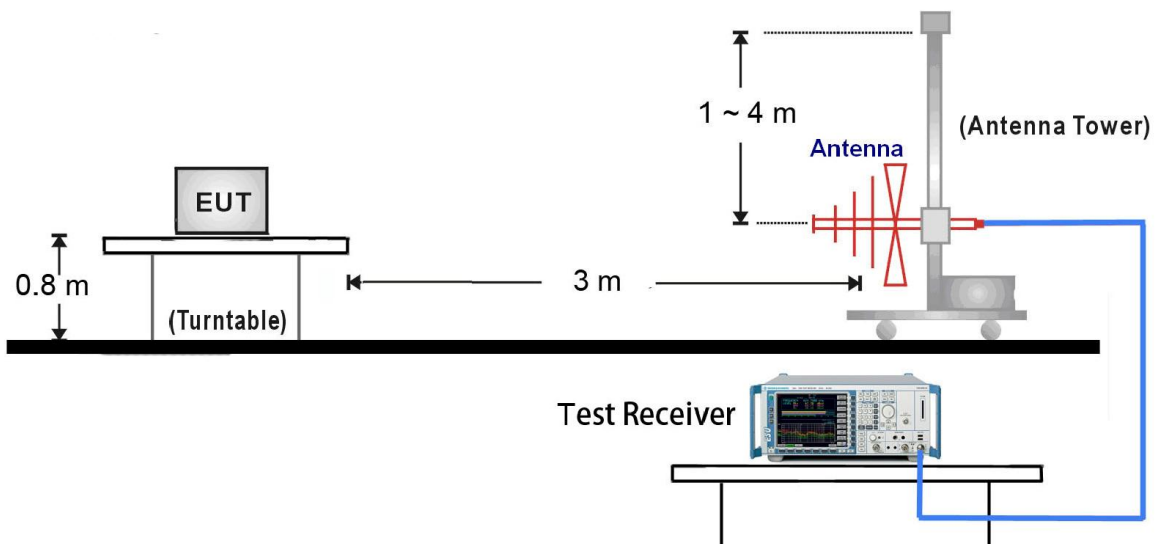 1 ~ 4 m
(Antenna Tower)
Antenna
EUT
0.8 m
3 m
(Turntable)
Test Receiver